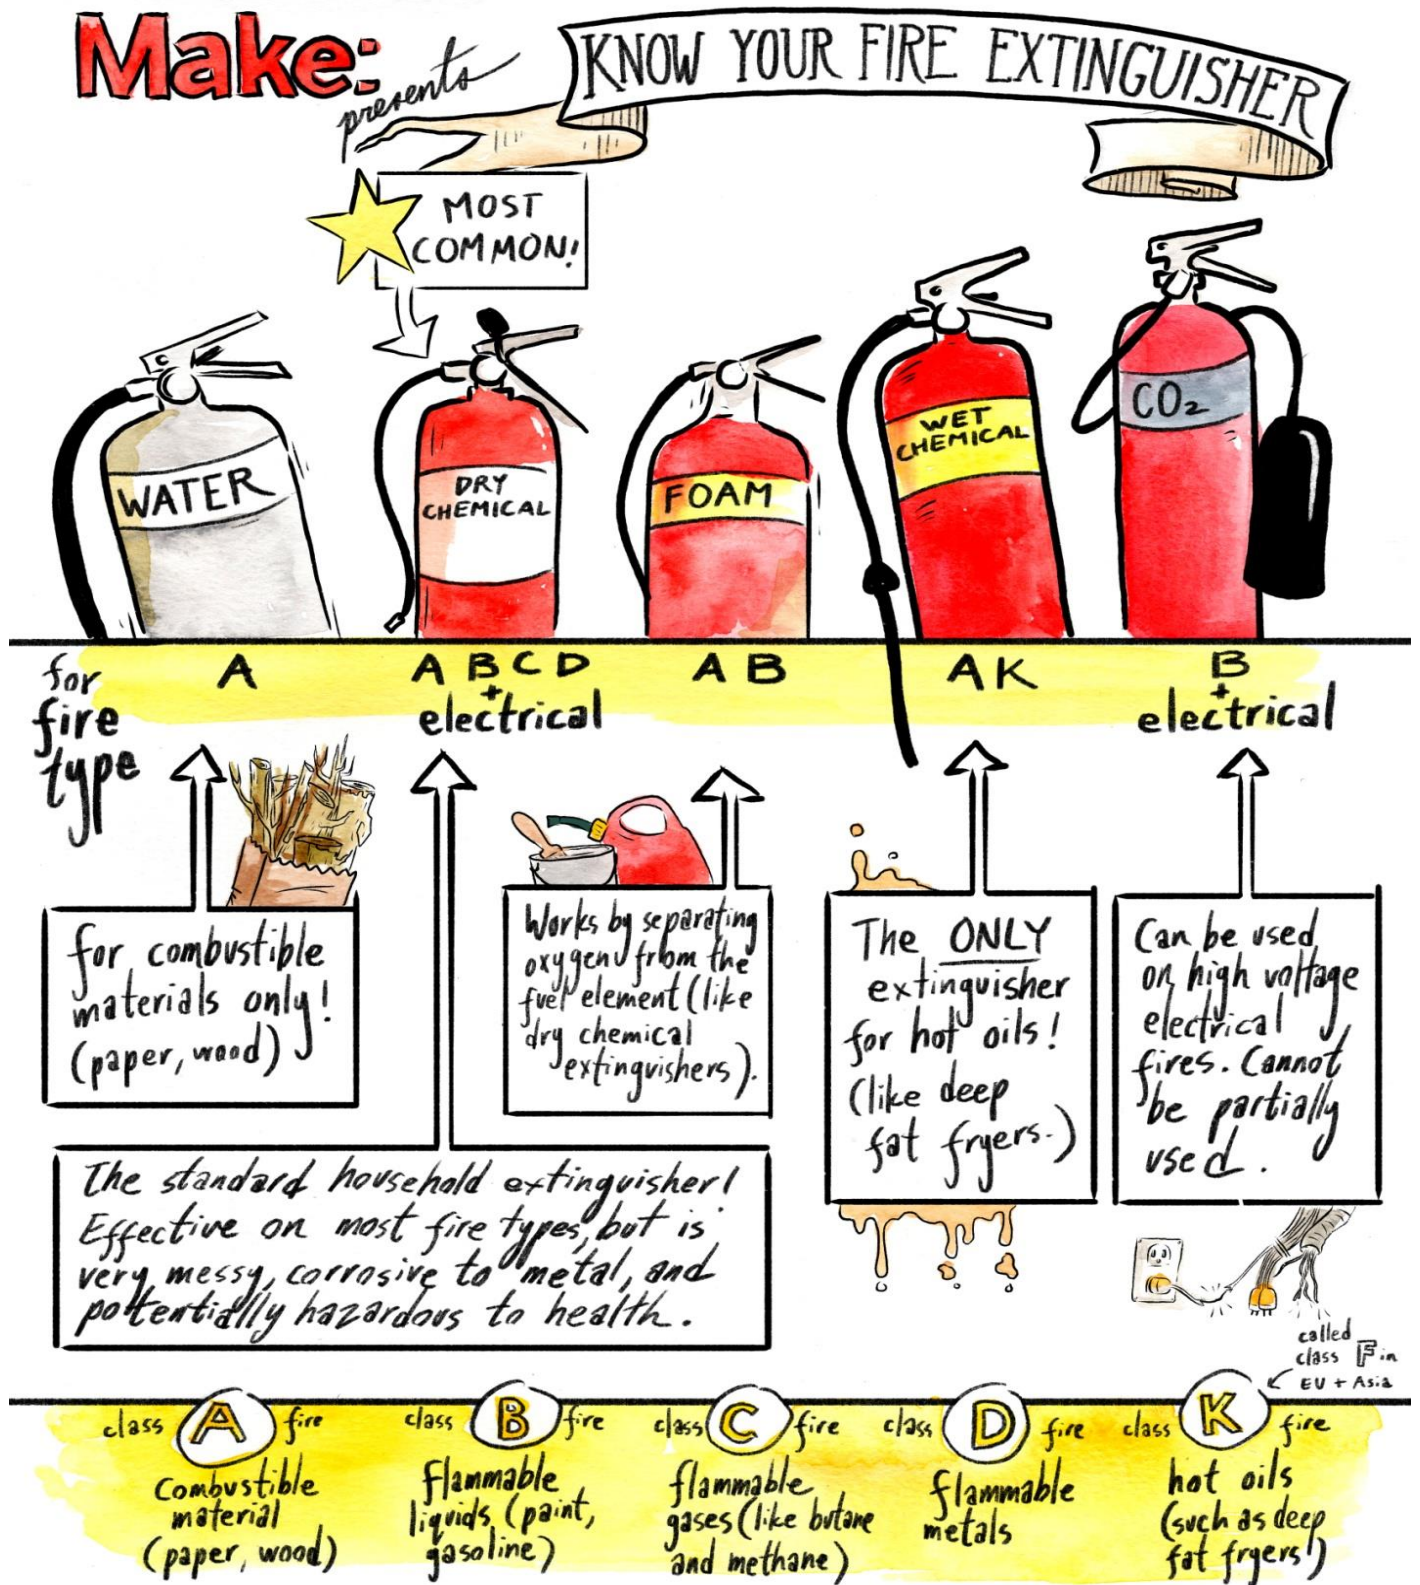 Make:
presents
KNOW YOUR FIRE EXTINGUISHER
MOST
COMMON!
WATER
DRY
CHEMICAL
FOAM
WET
CHEMICAL
CO2
for
fire
type
A
A B C D
+
electrical
A B
A K
B
+
electrical
for combustible
materials only!
(paper, wood)
The standard household extinguisher!
Effective on most fire types, but is
very messy, corrosive to metal, and
potentially hazardous to health.
Works by separating
oxygen from the
fuel element (like
dry chemical
extinguishers).
The ONLY
extinguisher
for hot oils!
(like deep
fat fryers.)
Can be used
on high voltage
electrical
fires. Cannot
be partially
used.
called
class F in
EU + Asia
class A fire
Combustible
material
(paper, wood)
class B fire
flammable
liquids (paint,
gasoline)
class C fire
flammable
gases (like butane
and methane)
class D fire
flammable
metals
class K fire
hot oils
(such as deep
fat fryers!)